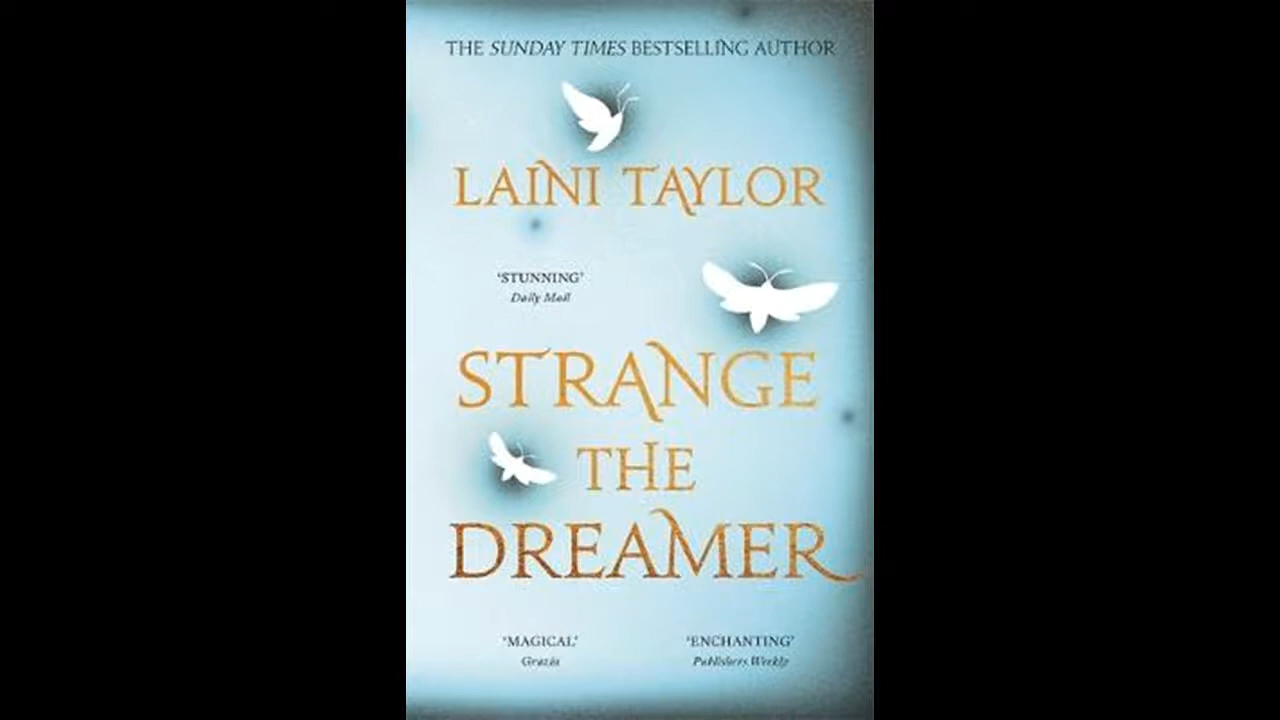 THE SUNDAY TIMES BESTSELLING AUTHOR
LAINI TAYLOR
‘STUNNING’
Daily Mail
STRANGE
THE
DREAMER
‘MAGICAL’
Grazia
‘ENCHANTING’
Publishers Weekly